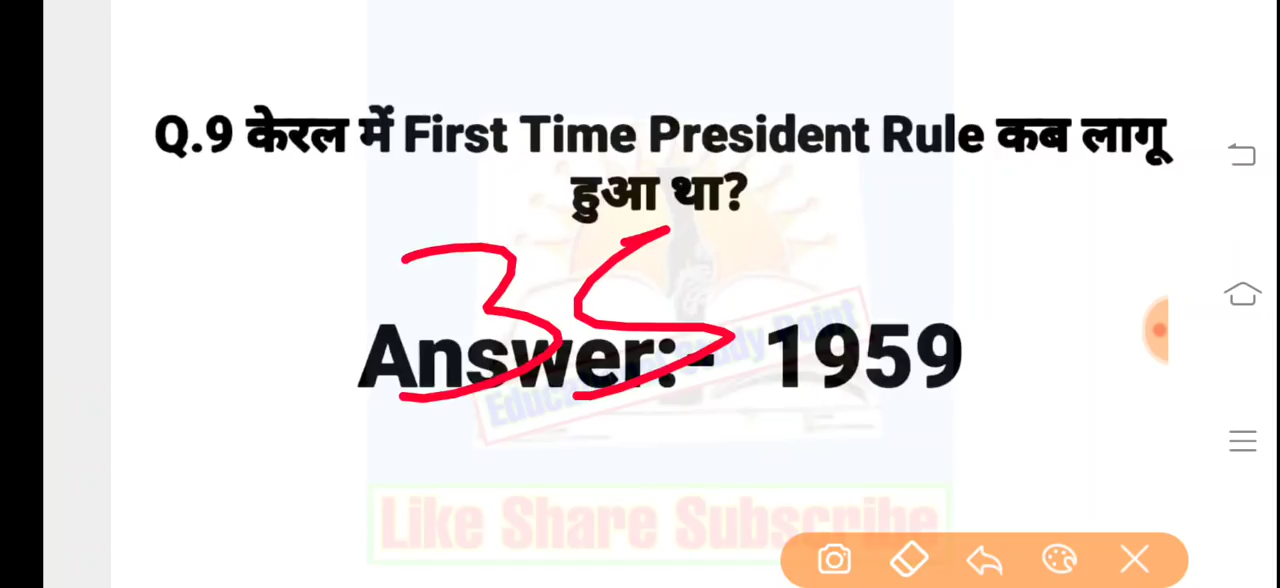 Q.9 केरल में First Time President Rule कब लागू
हुआ था?
35
Answer:- 1959
Like Share Subscribe